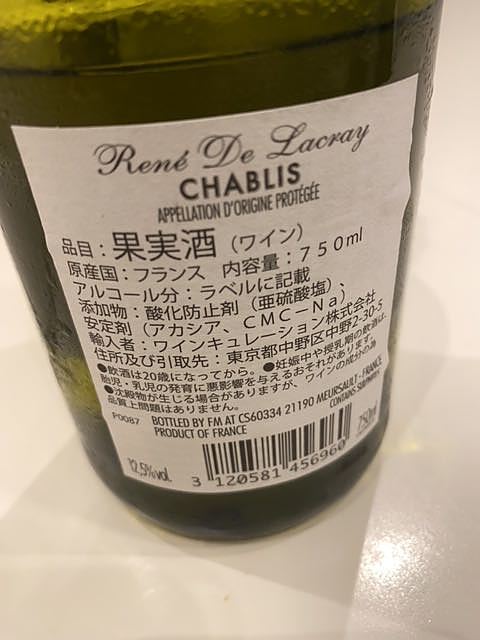 René De Lacray
CHABLIS
APPELLATION D'ORIGINE PROTÉGÉE
品目：果実酒（ワイン）
原産国：フランス 内容量：７５０ml
アルコール分：ラベルに記載
添加物：酸化防止剤（亜硫酸塩）、
安定剤（アカシア、ＣＭＣ－Ｎａ）
輸入者：ワインキュレーション株式会社
住所及び引取先：東京都中野区中野2-30-5
●飲酒は20歳になってから。●妊娠中や授乳期の飲酒は、
胎児・乳児の発育に悪影響を与えるおそれがあります。
●沈殿物が生じる場合がありますが、ワインの成分の為
品質上問題はありません。
P0087 BOTTLED BY FM AT CS60334 21190 MEURSAULT - FRANCE
PRODUCT OF FRANCE CONTAINS SULPHITES
12,5%vol. 750ml
3 120581 456960